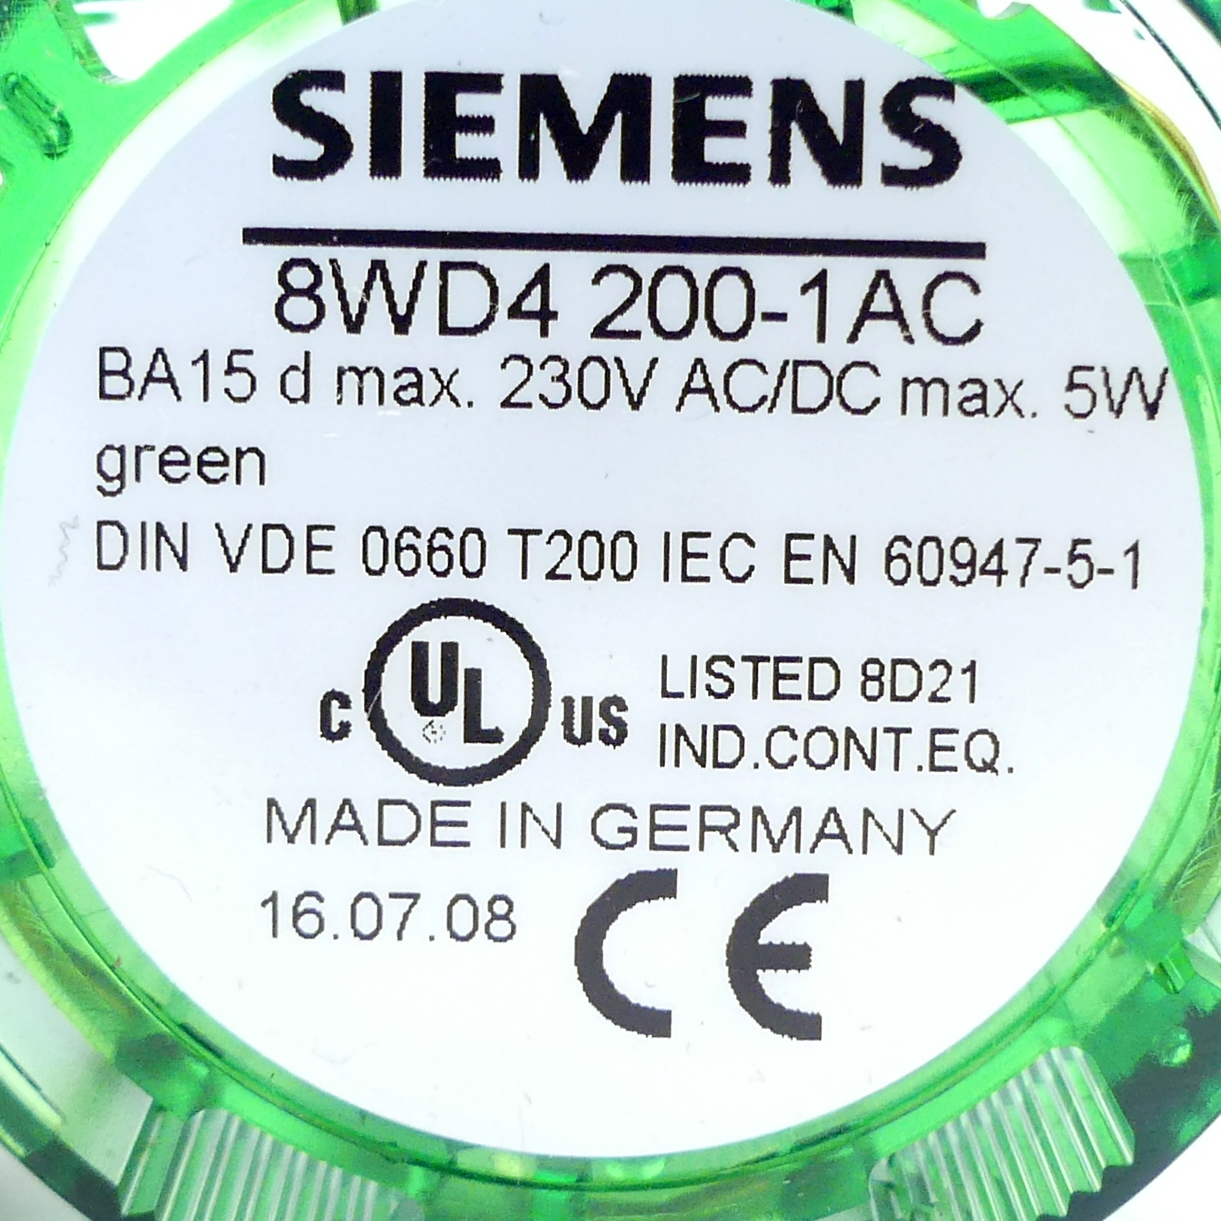 SIEMENS
8WD4 200-1AC
BA15 d max. 230V AC/DC max. 5W
green
DIN VDE 0660 T200 IEC EN 60947-5-1
C UL US LISTED 8D21
IND.CONT.EQ.
MADE IN GERMANY
16.07.08 CE